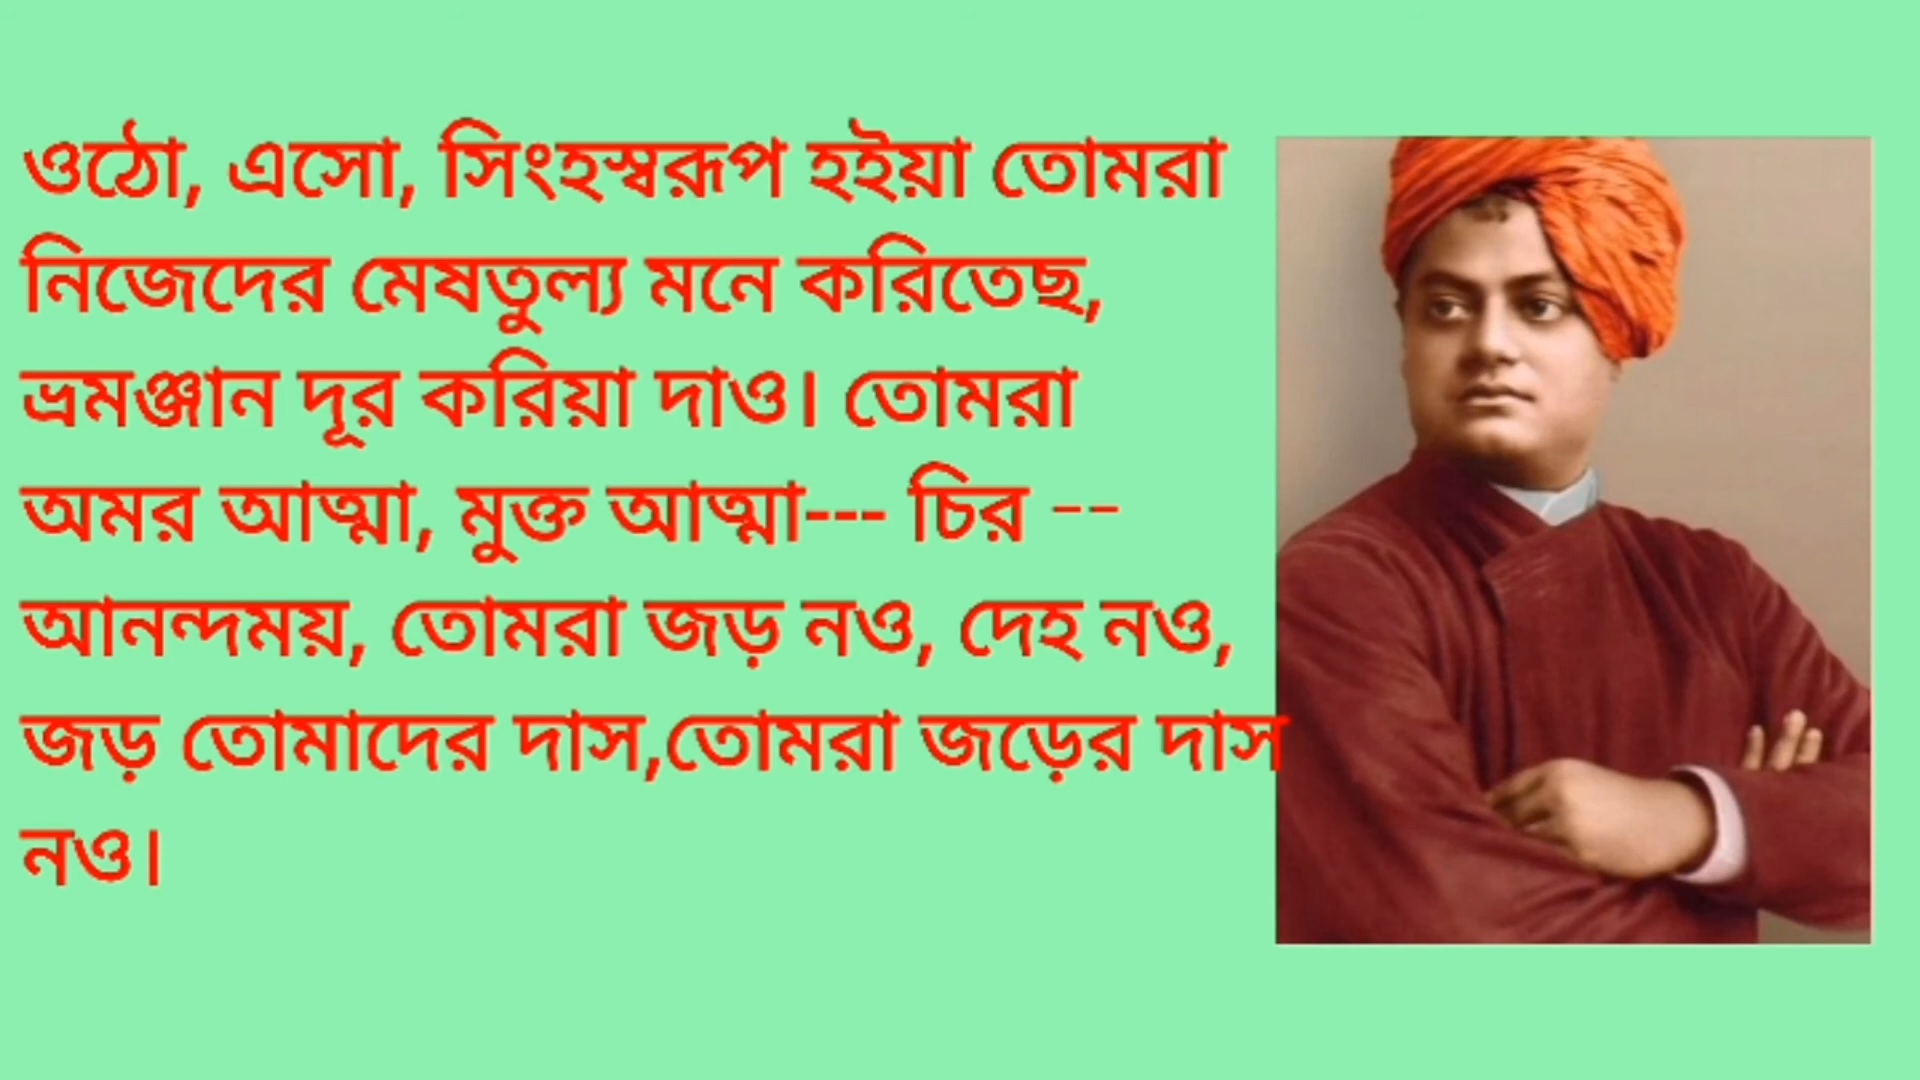 ওঠো, এসো, সিংহস্বরূপ হইয়া তোমরা
নিজেদের মেষতুল্য মনে করিতেছ,
ভ্রমঞ্জান দূর করিয়া দাও। তোমরা
অমর আত্মা, মুক্ত আত্মা--- চির --
আনন্দময়, তোমরা জড় নও, দেহ নও,
জড় তোমাদের দাস,তোমরা জড়ের দাস
নও।